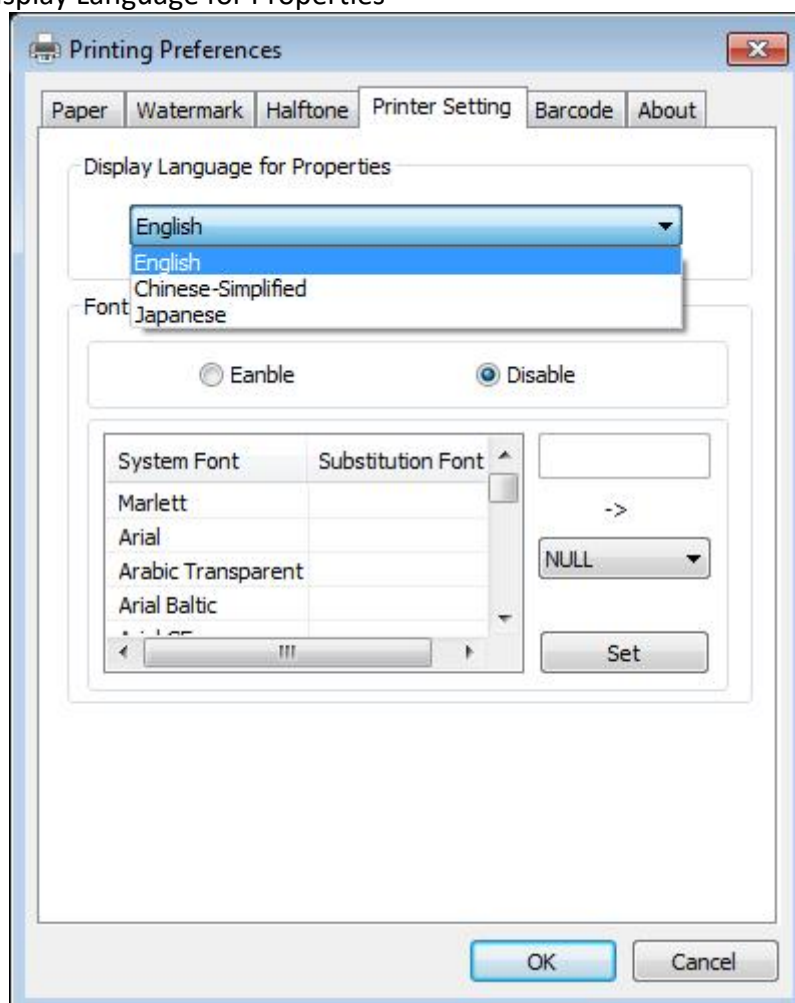 Display Language for Properties
Printing Preferences
Paper Watermark Halftone Printer Setting Barcode About
Display Language for Properties
English
English
Chinese-Simplified
Japanese
Font
Eanble Disable
System Font Substitution Font
Marlett
->
Arial
Arabic Transparent
NULL
Arial Baltic
Set
OK Cancel